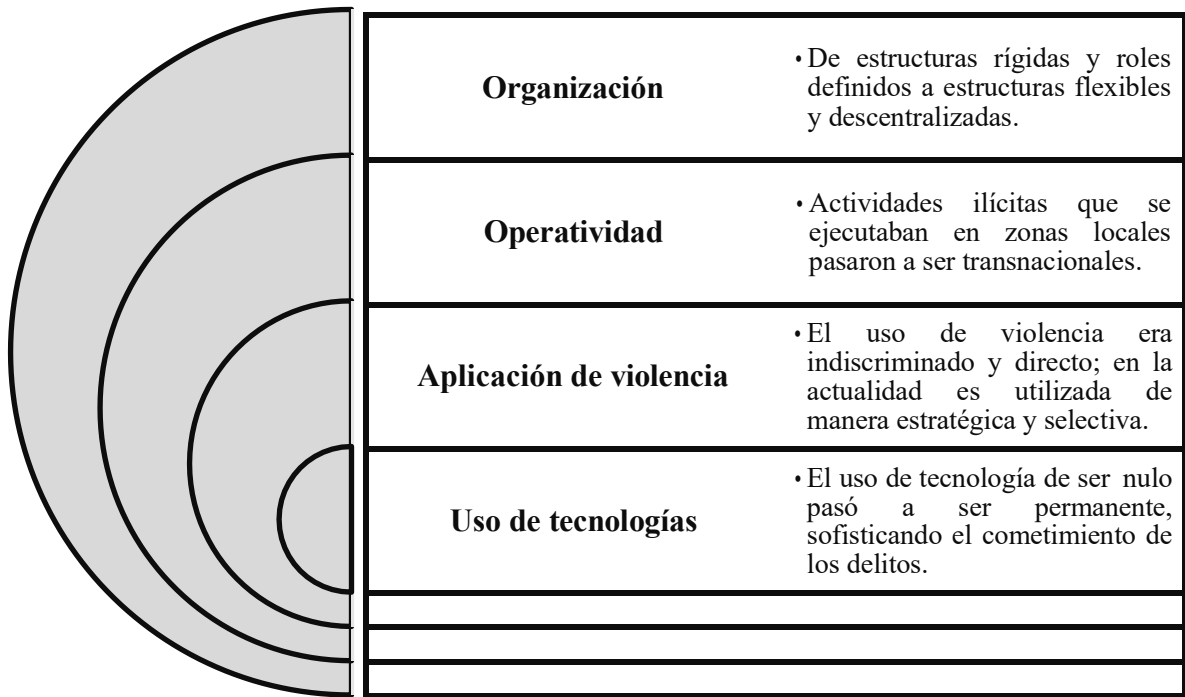 Organización
• De estructuras rígidas y roles
definidos a estructuras flexibles
y descentralizadas.
Operatividad
• Actividades ilícitas que se
ejecutaban en zonas locales
pasaron a ser transnacionales.
Aplicación de violencia
• El uso de violencia era
indiscriminado y directo; en la
actualidad es utilizada de
manera estratégica y selectiva.
Uso de tecnologías
• El uso de tecnología de ser nulo
pasó a ser permanente,
sofisticando el cometimiento de
los delitos.